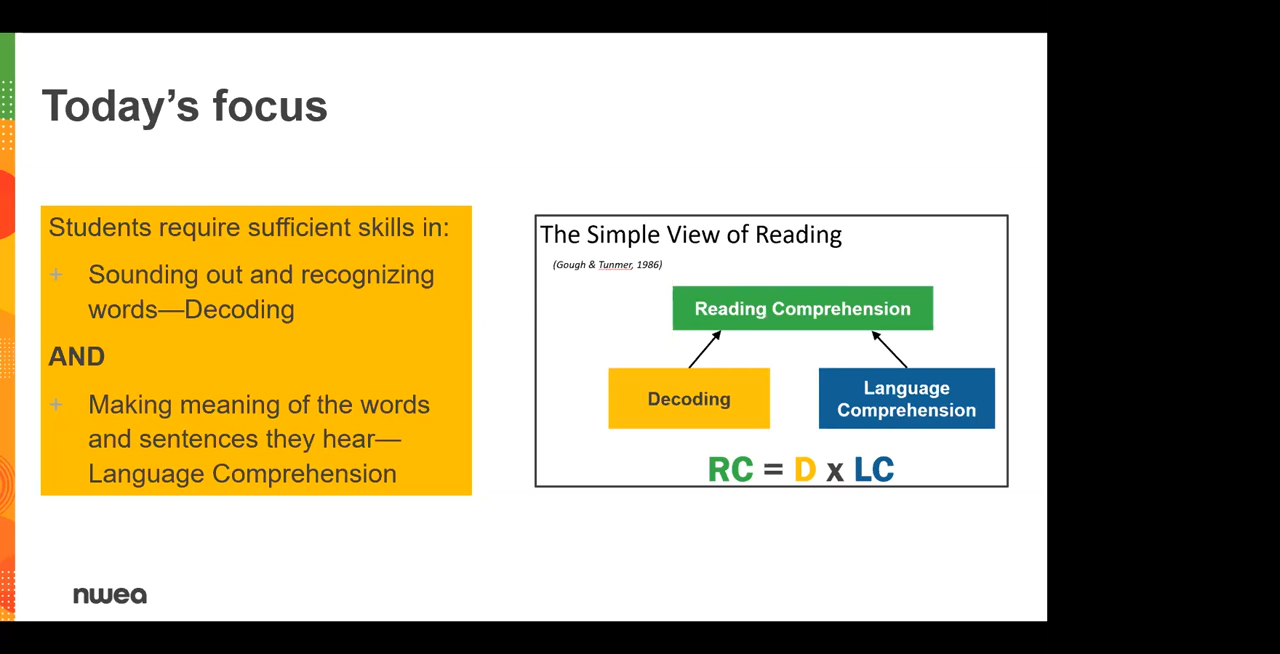 Today’s focus
Students require sufficient skills in:
+ Sounding out and recognizing
words—Decoding
AND
+ Making meaning of the words
and sentences they hear—
Language Comprehension
The Simple View of Reading
(Gough & Tunmer, 1986)
Reading Comprehension
Decoding
Language
Comprehension
RC = D x LC
nwea